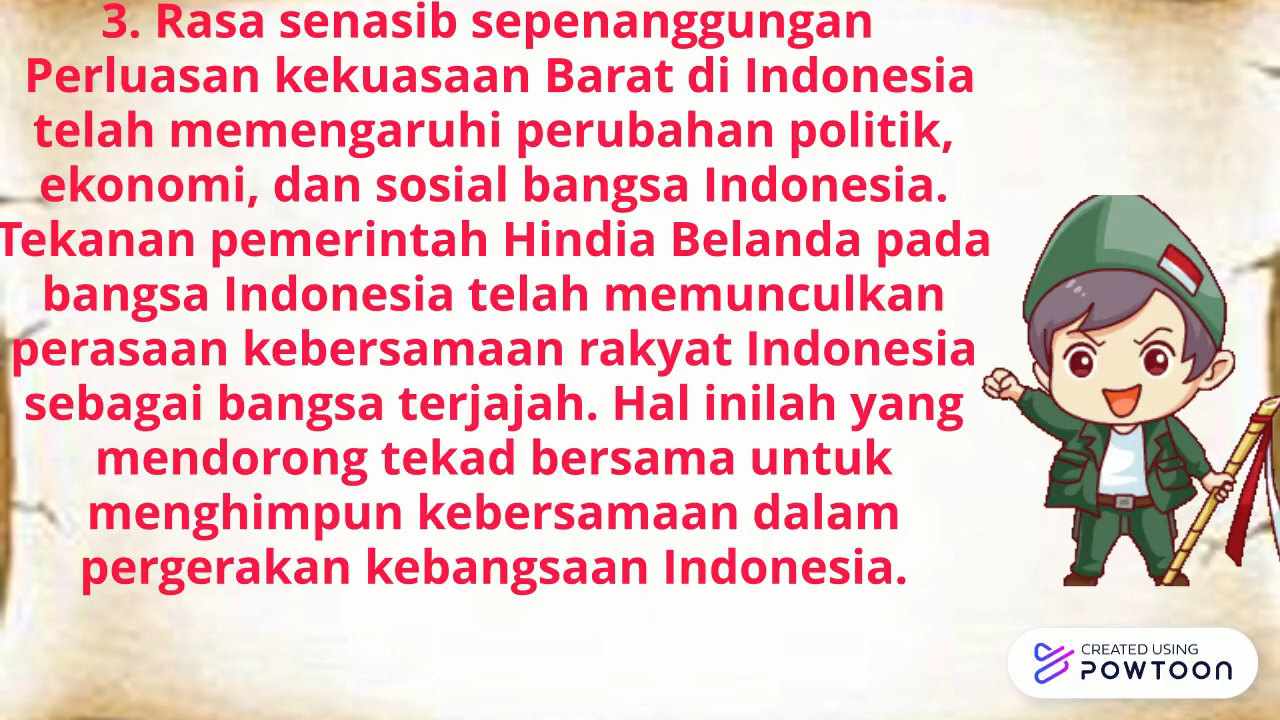 3. Rasa senasib sepenanggungan
Perluasan kekuasaan Barat di Indonesia
telah memengaruhi perubahan politik,
ekonomi, dan sosial bangsa Indonesia.
Tekanan pemerintah Hindia Belanda pada
bangsa Indonesia telah memunculkan
perasaan kebersamaan rakyat Indonesia
sebagai bangsa terjajah. Hal inilah yang
mendorong tekad bersama untuk
menghimpun kebersamaan dalam
pergerakan kebangsaan Indonesia.
CREATED USING
POWTOON